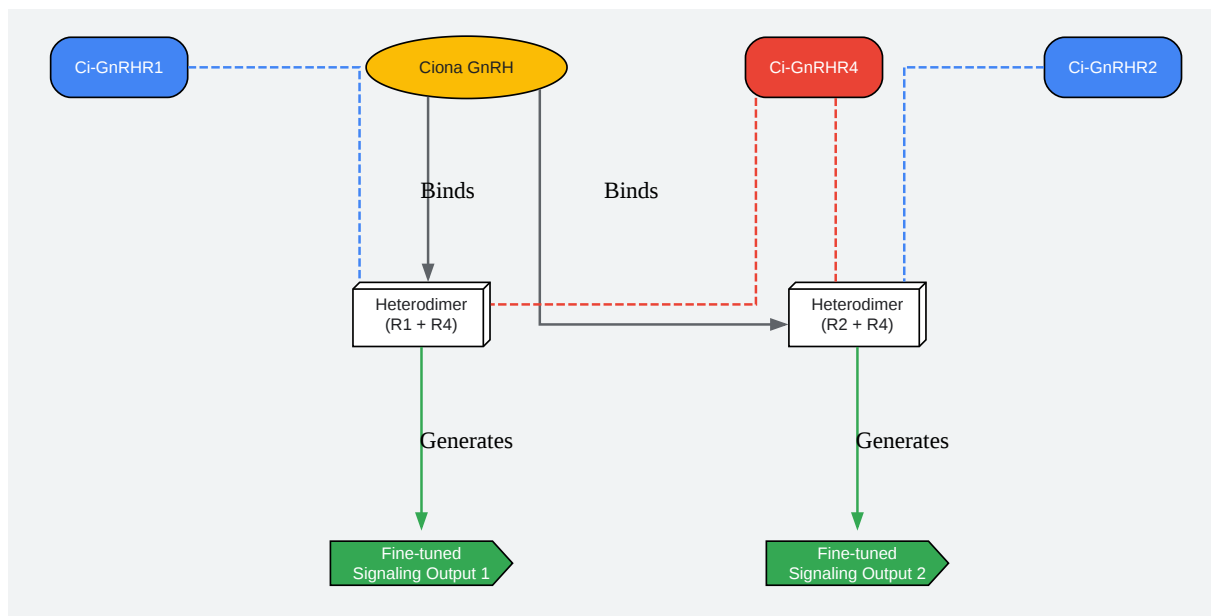 Ci-GnRHR1
Ciona GnRH
Ci-GnRHR4
Ci-GnRHR2
Binds
Binds
Heterodimer
(R1 + R4)
Heterodimer
(R2 + R4)
Generates
Generates
Fine-tuned
Signaling Output 1
Fine-tuned
Signaling Output 2